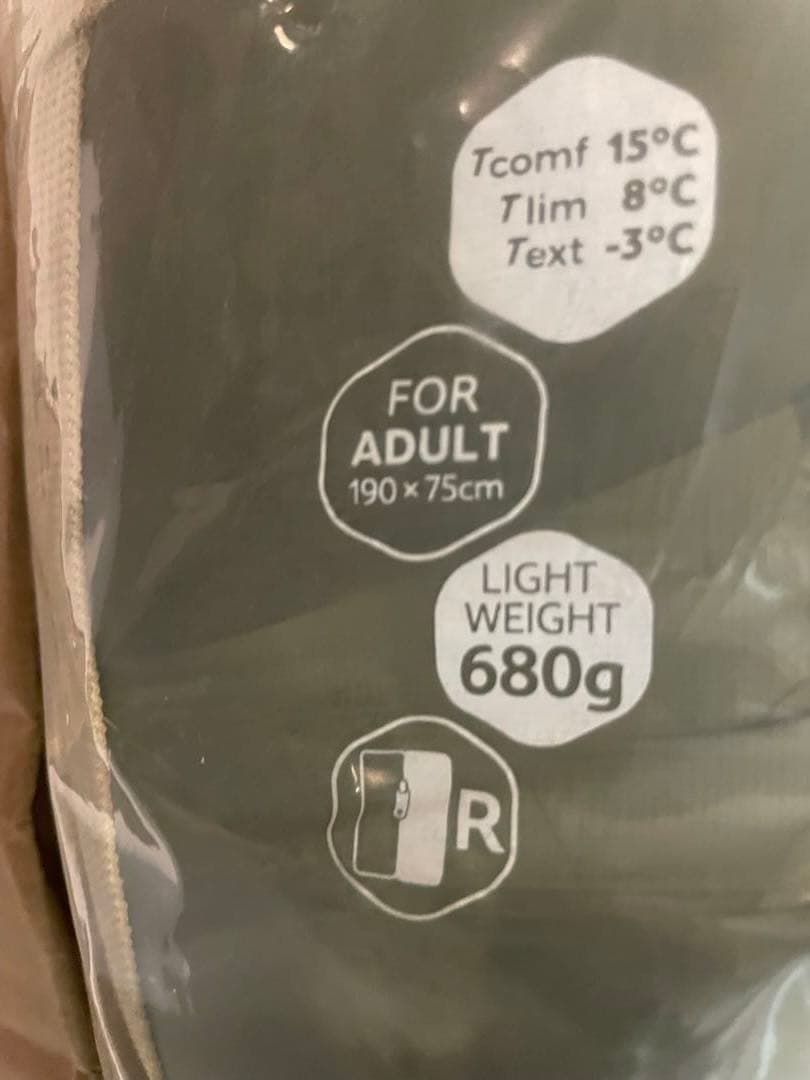 Tcomf 15°C
Tlim 8°C
Text -3°C
FOR
ADULT
190×75cm
LIGHT
WEIGHT
680g
R